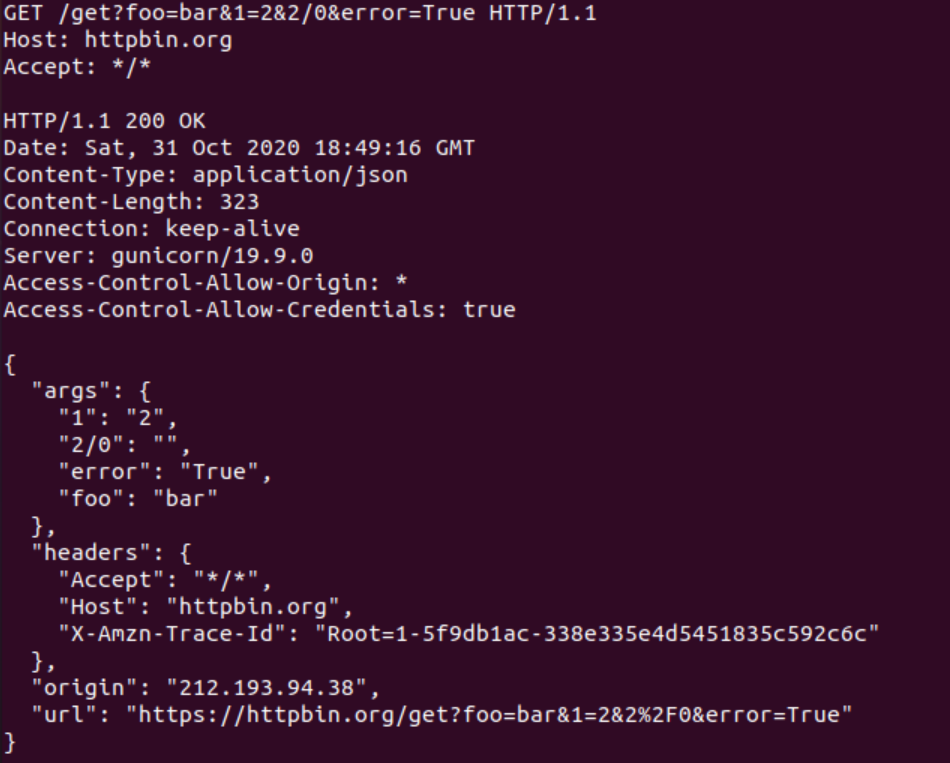 GET /get?foo=bar&1=2&2/0&error=True HTTP/1.1
Host: httpbin.org
Accept: */*

HTTP/1.1 200 OK
Date: Sat, 31 Oct 2020 18:49:16 GMT
Content-Type: application/json
Content-Length: 323
Connection: keep-alive
Server: gunicorn/19.9.0
Access-Control-Allow-Origin: *
Access-Control-Allow-Credentials: true

{
  "args": {
    "1": "2",
    "2/0": "",
    "error": "True",
    "foo": "bar"
  },
  "headers": {
    "Accept": "*/*",
    "Host": "httpbin.org",
    "X-Amzn-Trace-Id": "Root=1-5f9db1ac-338e335e4d5451835c592c6c"
  },
  "origin": "212.193.94.38",
  "url": "https://httpbin.org/get?foo=bar&1=2&2%2F0&error=True"
}